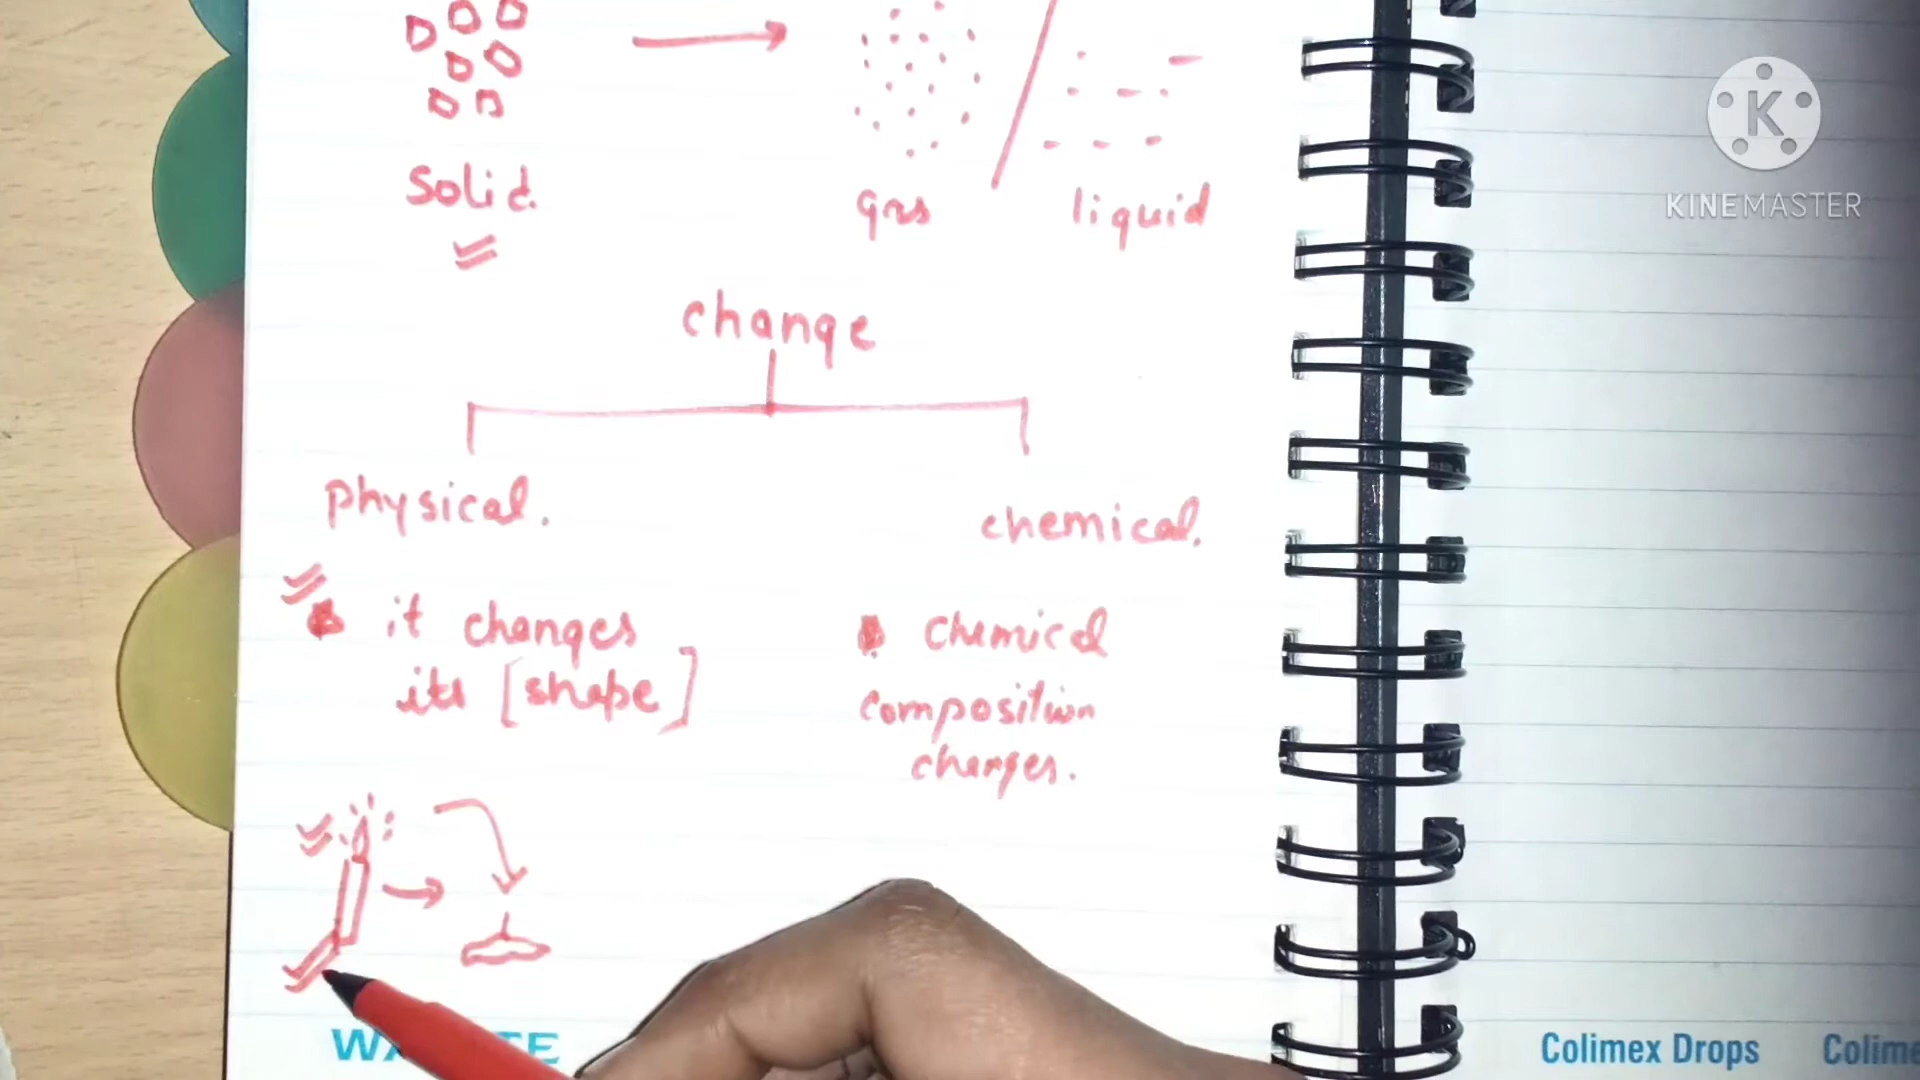 solid.
gas
liquid
change
physical.
chemical.
it changes
its [shape]
chemical
composition
changes.
KINEMASTER
Colimex Drops